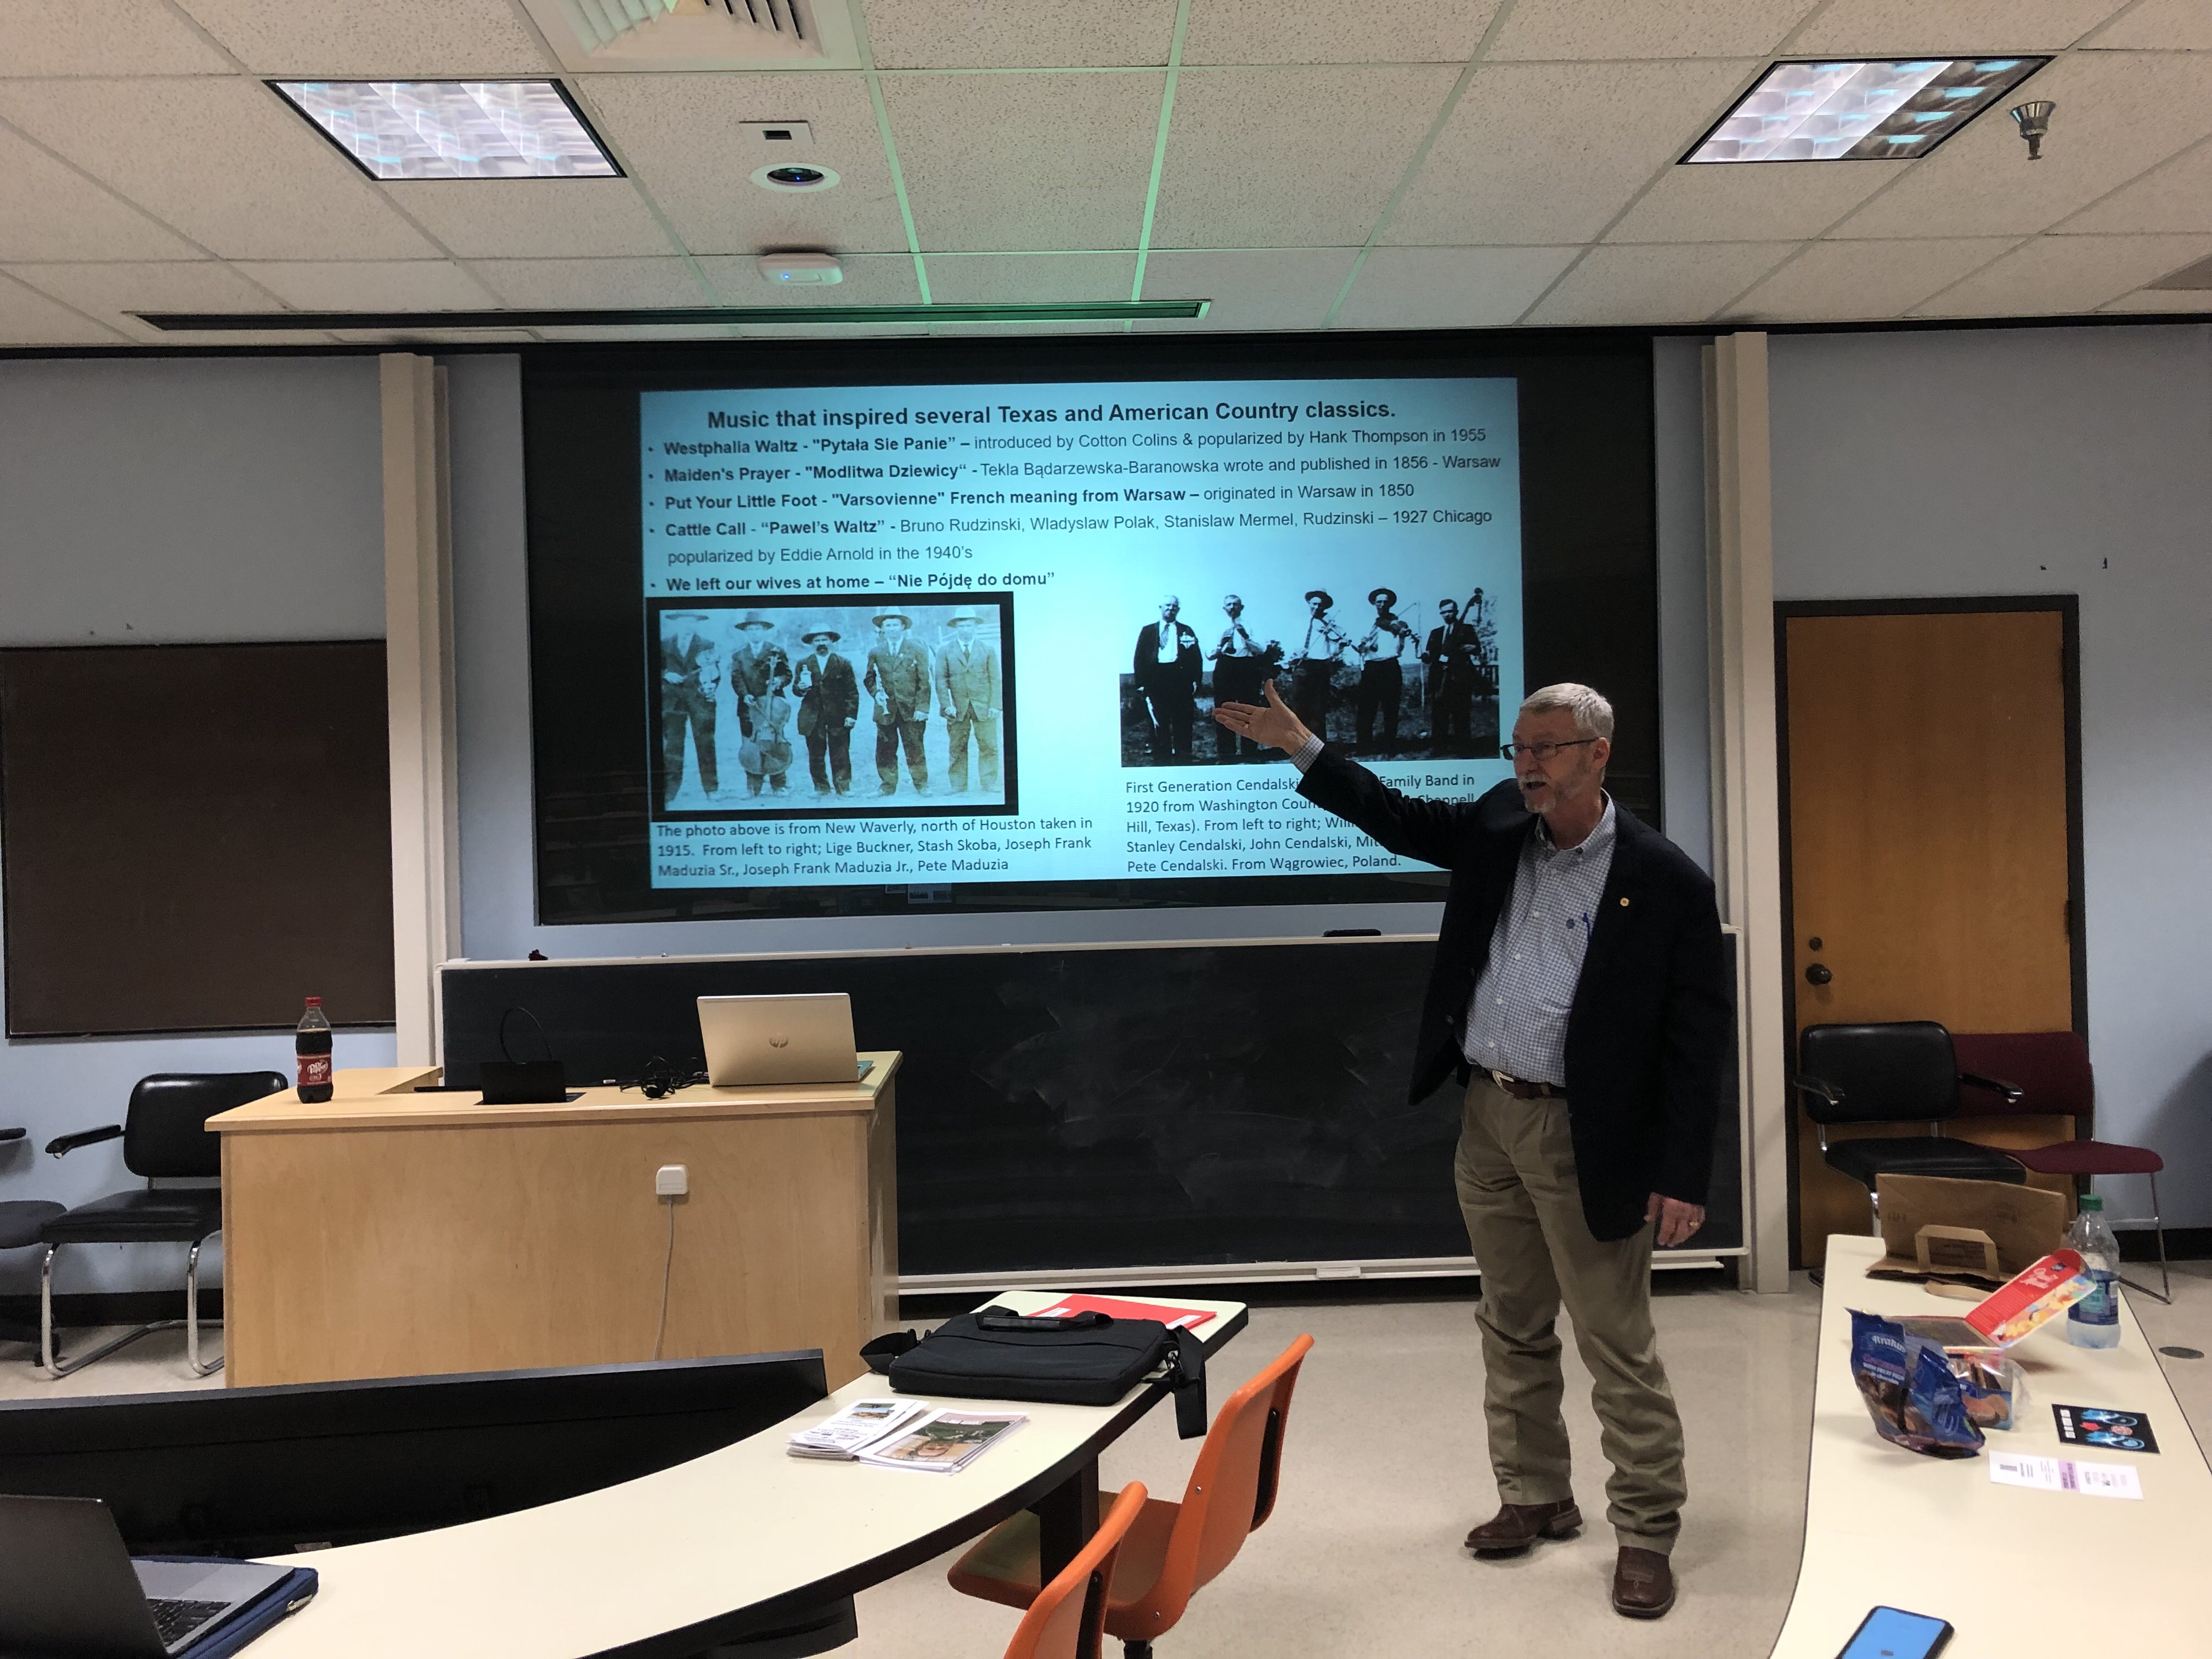 Music that inspired several Texas and American Country classics.
• Westphalia Waltz - "Pytała Sie Panie” – introduced by Cotton Colins & popularized by Hank Thompson in 1955
• Maiden's Prayer - "Modlitwa Dziewicy“ - Tekla Bądarzewska-Baranowska wrote and published in 1856 - Warsaw
• Put Your Little Foot - "Varsovienne" French meaning from Warsaw – originated in Warsaw in 1850
• Cattle Call - “Pawel’s Waltz” - Bruno Rudzinski, Wladyslaw Polak, Stanislaw Mermel, Rudzinski – 1927 Chicago
popularized by Eddie Arnold in the 1940’s
• We left our wives at home – “Nie Pójdę do domu”
The photo above is from New Waverly, north of Houston taken in
1915. From left to right; Lige Buckner, Stash Skoba, Joseph Frank
Maduzia Sr., Joseph Frank Maduzia Jr., Pete Maduzia
First Generation Cendalski Family Band in
1920 from Washington Chappell
Hill, Texas). From left to right;
Stanley Cendalski, John Cendalski,
Pete Cendalski. From Wągrowiec, Poland.
hp
Dr Pepper